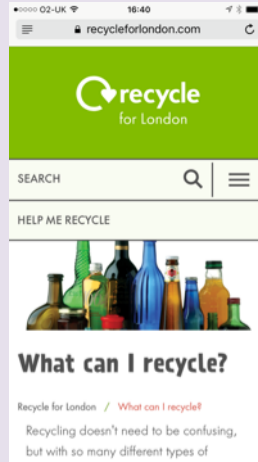 O2-UK 16:40
recycleforlondon.com
recycle
for London
SEARCH
HELP ME RECYCLE
What can I recycle?
Recycle for London / What can I recycle?
Recycling doesn't need to be confusing,
but with so many different types of